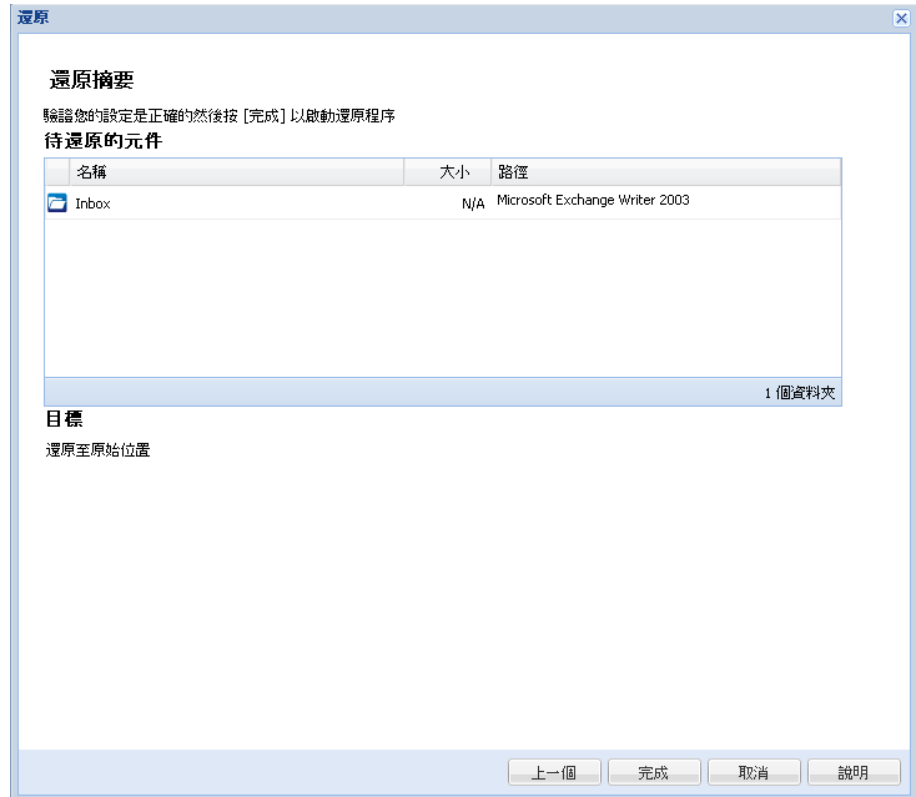 還原
還原摘要
驗證您的設定是正確的然後按 [完成] 以啟動還原程序
待還原的元件
名稱 大小 路徑
Inbox N/A Microsoft Exchange Writer 2003
1 個資料夾
目標
還原至原始位置
上一個 完成 取消 說明